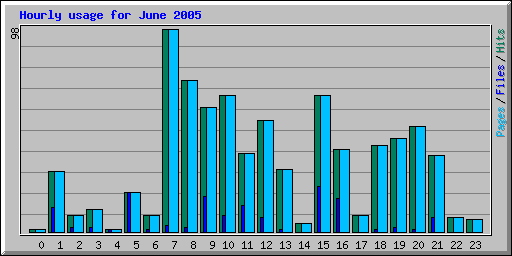 Hourly usage for June 2005
98
Pages / Files / Hits
0 1 2 3 4 5 6 7 8 9 10 11 12 13 14 15 16 17 18 19 20 21 22 23